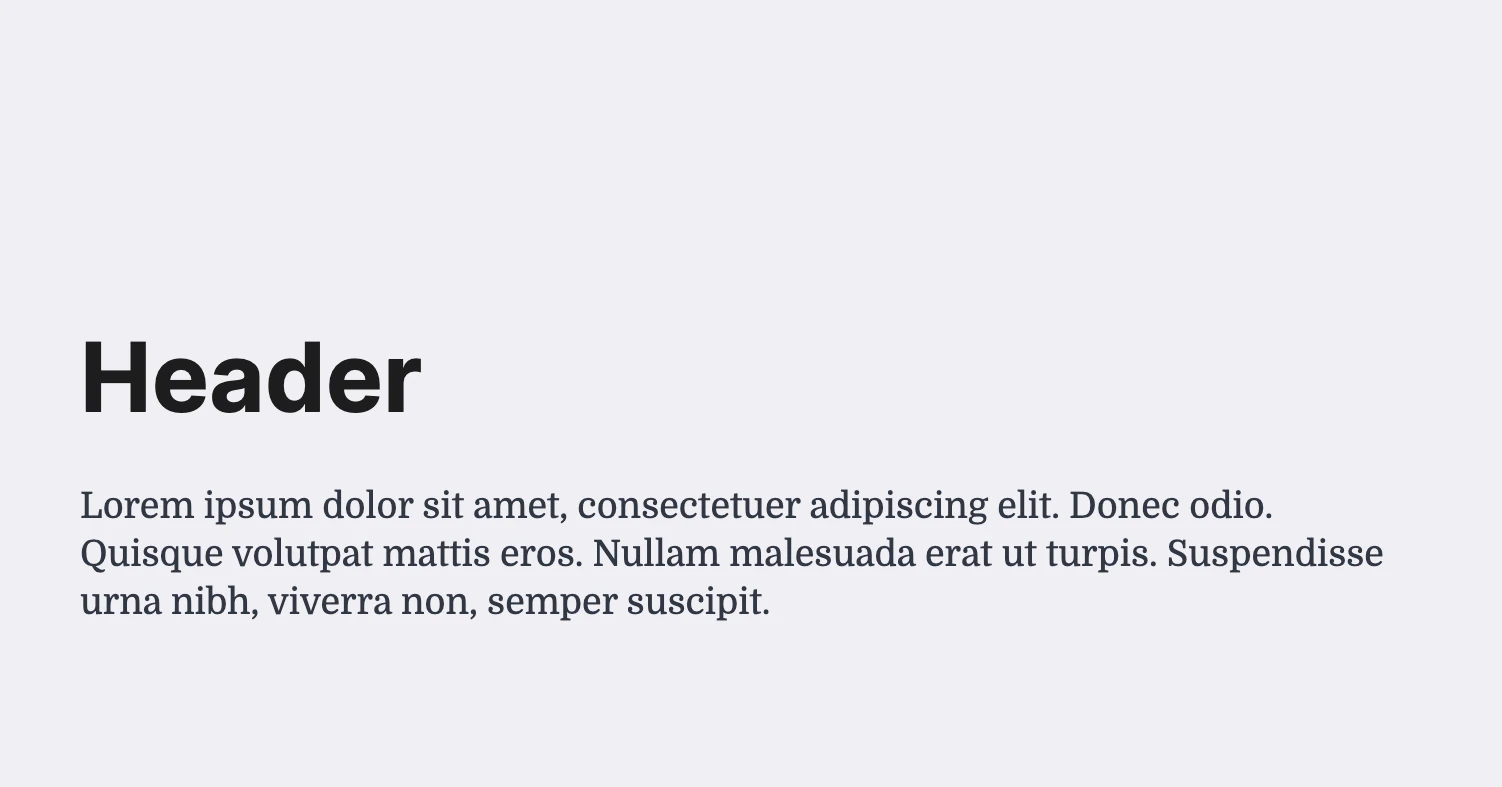 Header
Lorem ipsum dolor sit amet, consectetuer adipiscing elit. Donec odio.
Quisque volutpat mattis eros. Nullam malesuada erat ut turpis. Suspendisse
urna nibh, viverra non, semper suscipit.